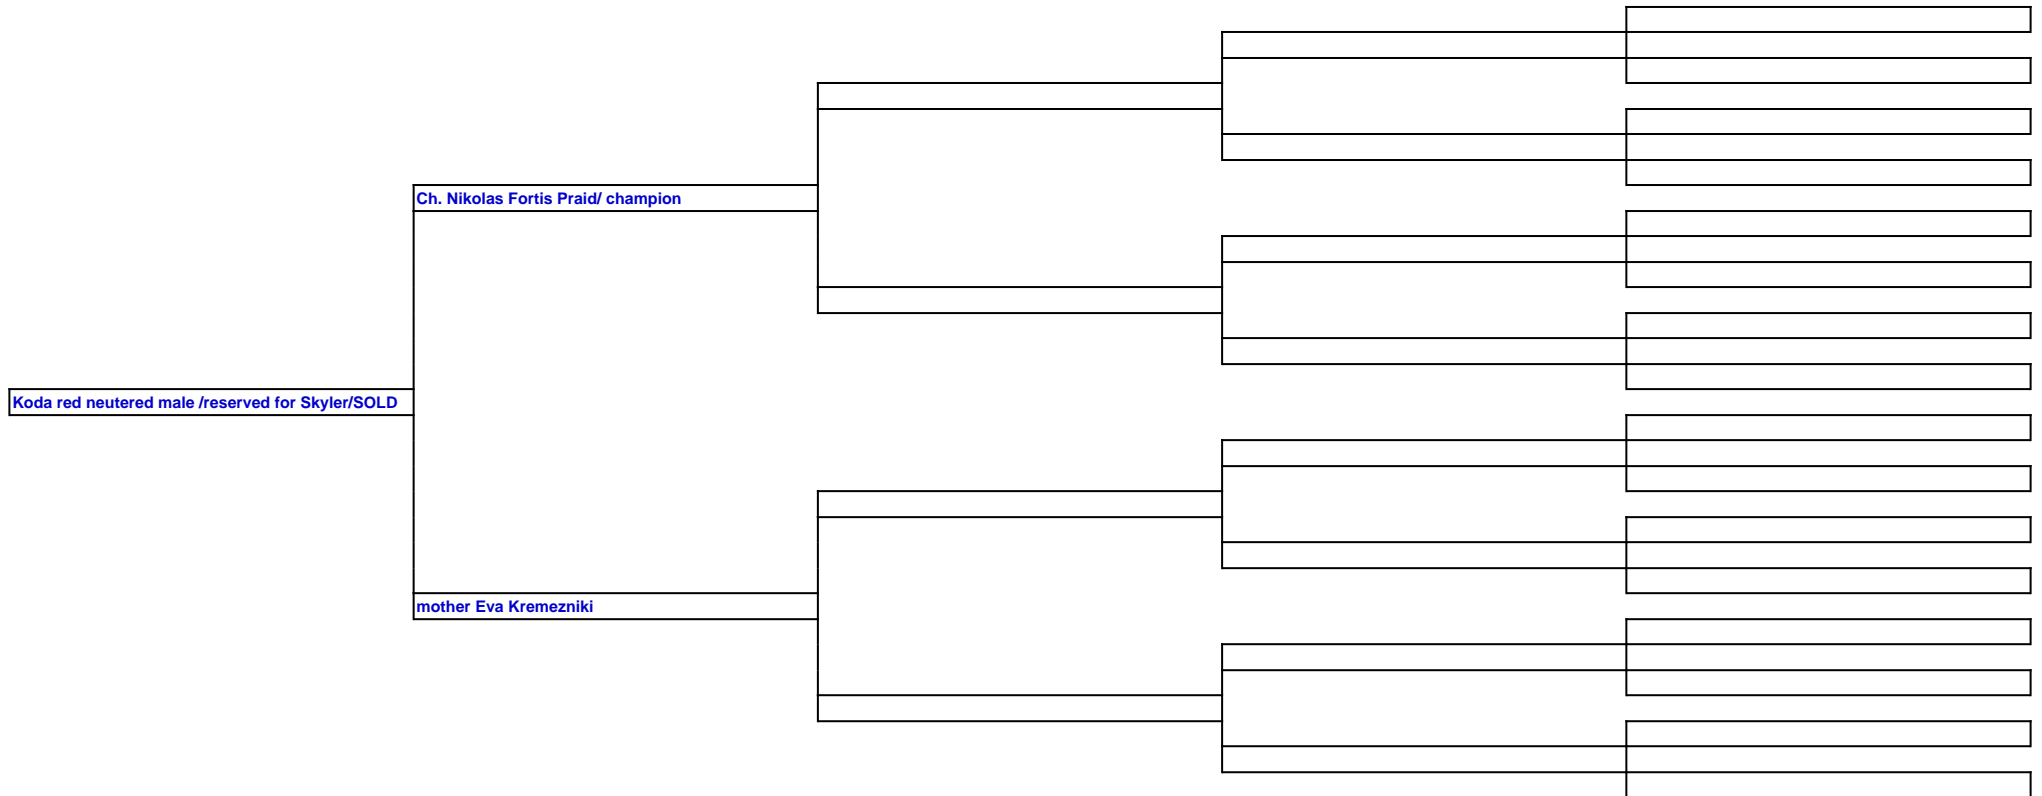 Ch. Nikolas Fortis Praid/ champion
Koda red neutered male /reserved for Skyler/SOLD
mother Eva Kremezniki